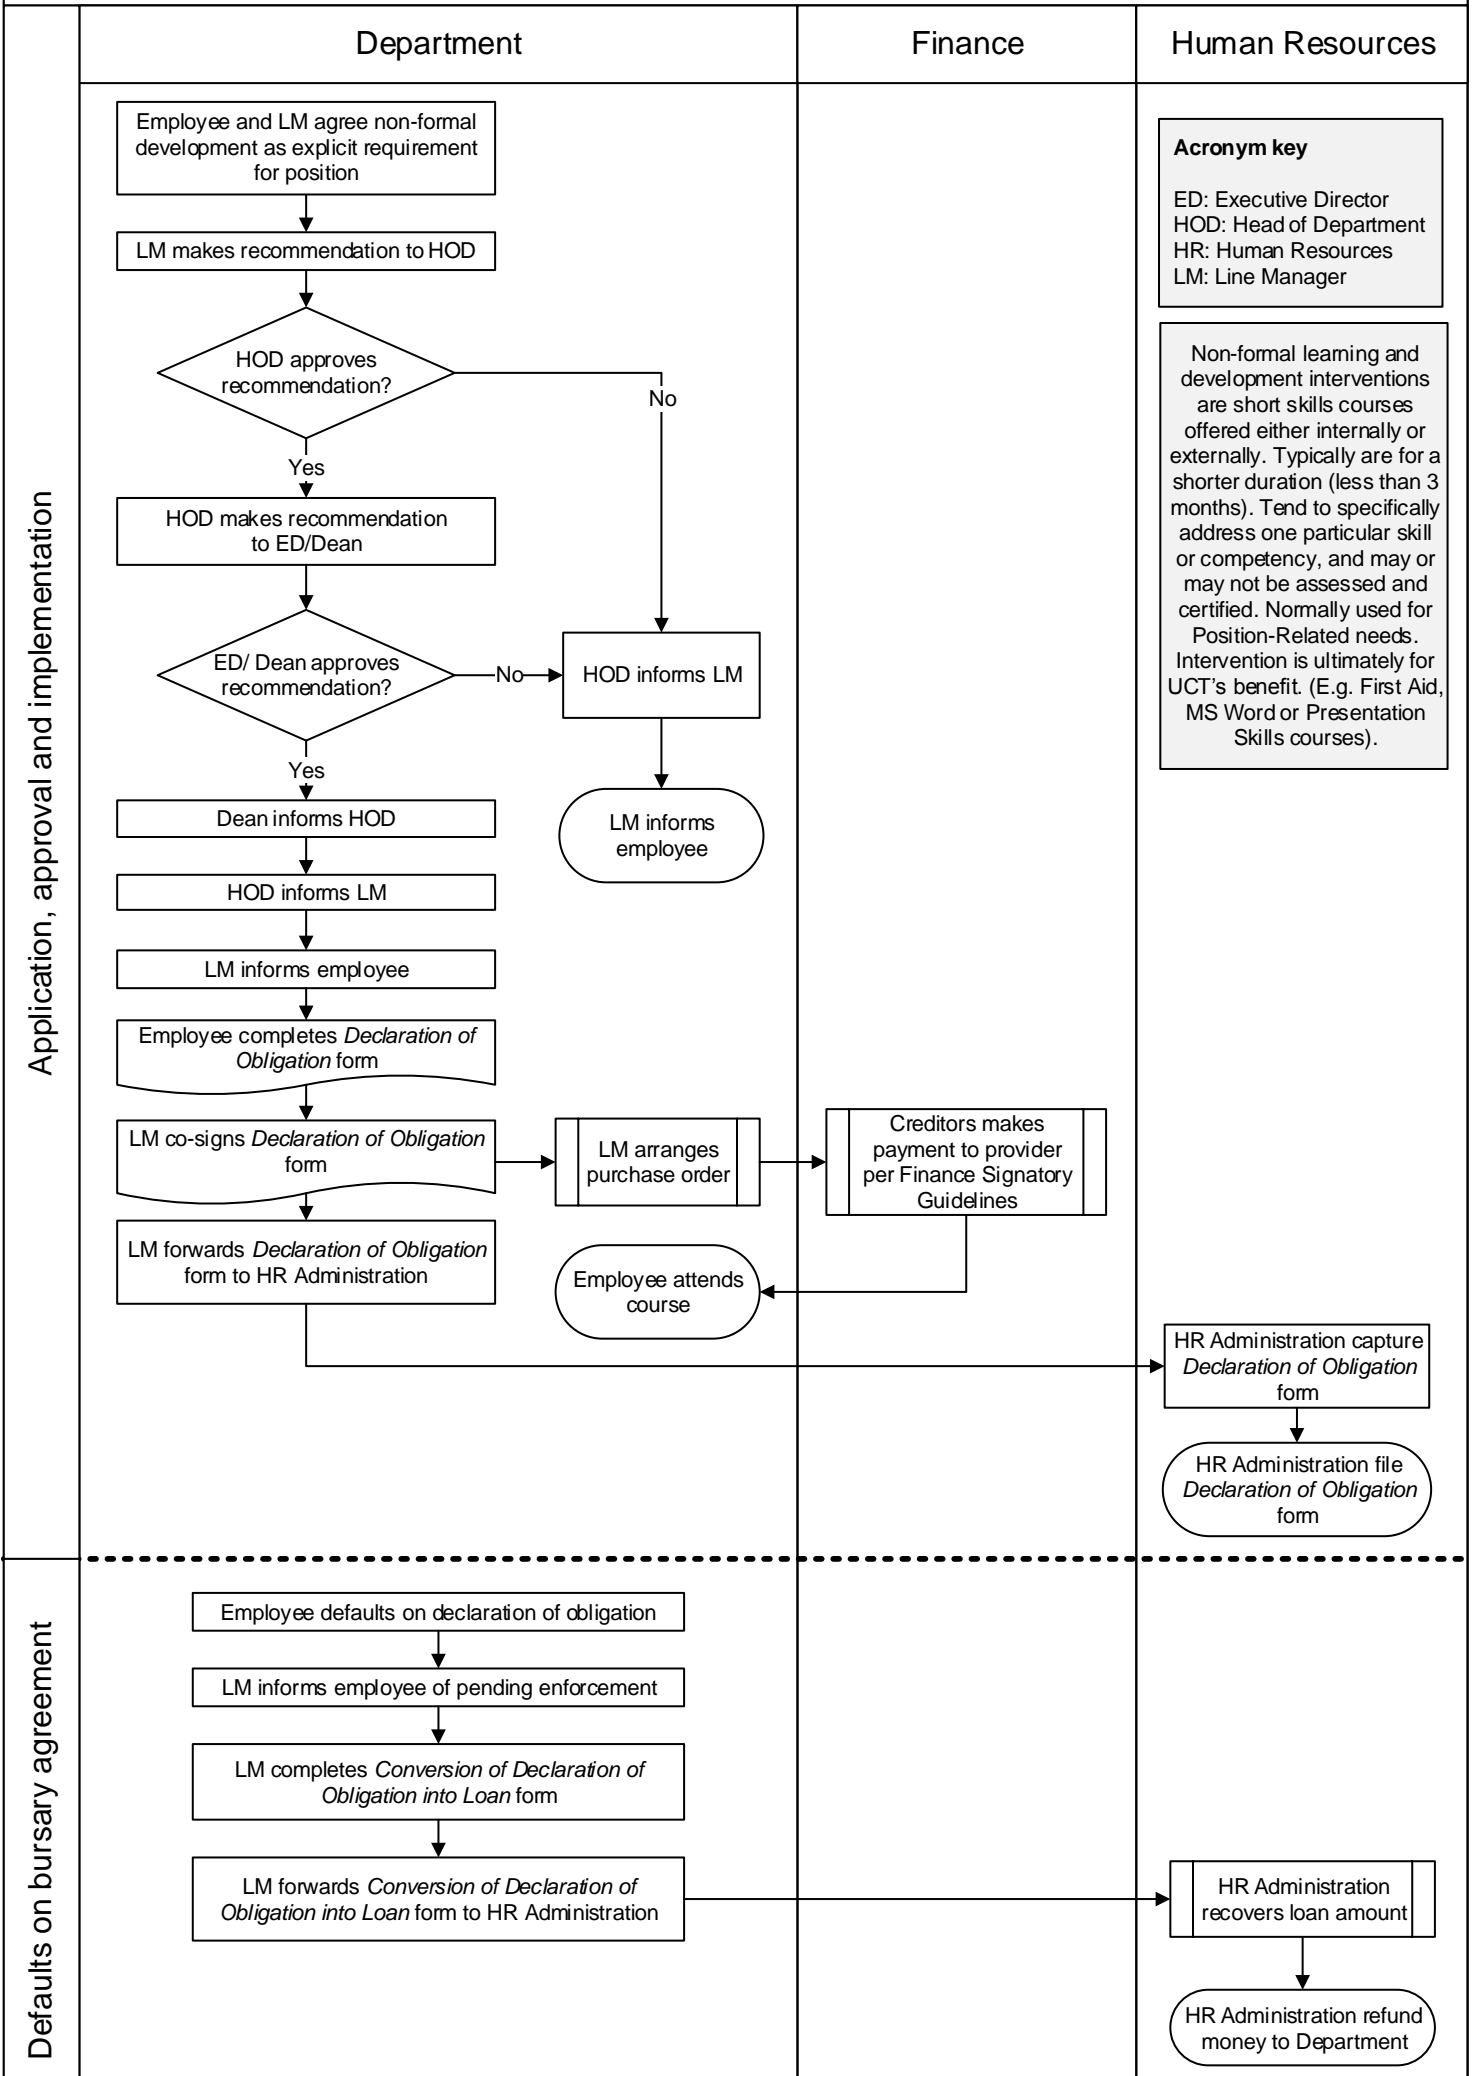 Department
Finance
Human Resources
Application, approval and implementation
Employee and LM agree non-formal
development as explicit requirement
for position
LM makes recommendation to HOD
HOD approves
recommendation?
No
Yes
HOD makes recommendation
to ED/Dean
ED/ Dean approves
recommendation?
No
HOD informs LM
Yes
LM informs
employee
Dean informs HOD
HOD informs LM
LM informs employee
Employee completes Declaration of
Obligation form
LM co-signs Declaration of Obligation
form
LM arranges
purchase order
Creditors makes
payment to provider
per Finance Signatory
Guidelines
LM forwards Declaration of Obligation
form to HR Administration
Employee attends
course
Acronym key
ED: Executive Director
HOD: Head of Department
HR: Human Resources
LM: Line Manager
Non-formal learning and
development interventions
are short skills courses
offered either internally or
externally. Typically are for a
shorter duration (less than 3
months). Tend to specifically
address one particular skill
or competency, and may or
may not be assessed and
certified. Normally used for
Position-Related needs.
Intervention is ultimately for
UCT's benefit. (E.g. First Aid,
MS Word or Presentation
Skills courses).
HR Administration capture
Declaration of Obligation
form
HR Administration file
Declaration of Obligation
form
Defaults on bursary agreement
Employee defaults on declaration of obligation
LM informs employee of pending enforcement
LM completes Conversion of Declaration of
Obligation into Loan form
LM forwards Conversion of Declaration of
Obligation into Loan form to HR Administration
HR Administration
recovers loan amount
HR Administration refund
money to Department